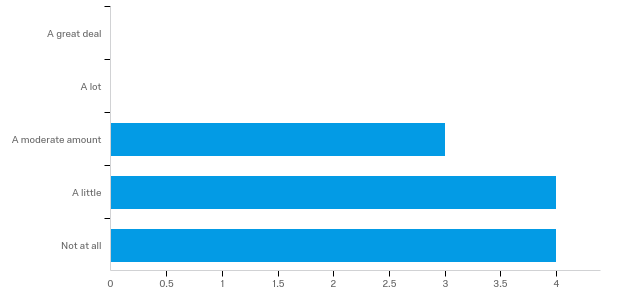 A great deal
A lot
A moderate amount
A little
Not at all
0 0.5 1 1.5 2 2.5 3 3.5 4